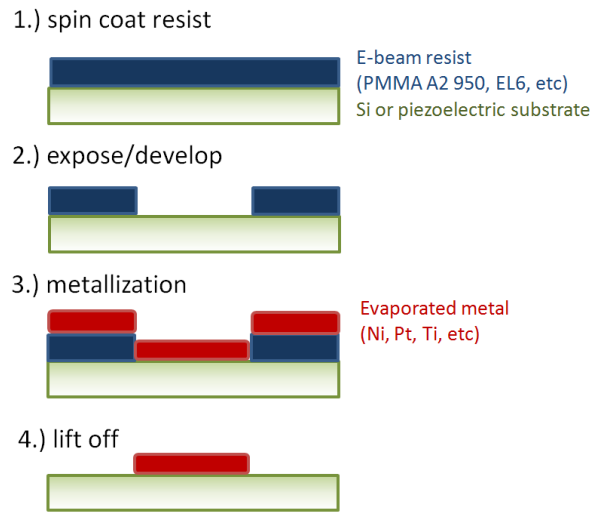 1.) spin coat resist
E-beam resist
(PMMA A2 950, EL6, etc)
Si or piezoelectric substrate
2.) expose/develop
3.) metallization
Evaporated metal
(Ni, Pt, Ti, etc)
4.) lift off